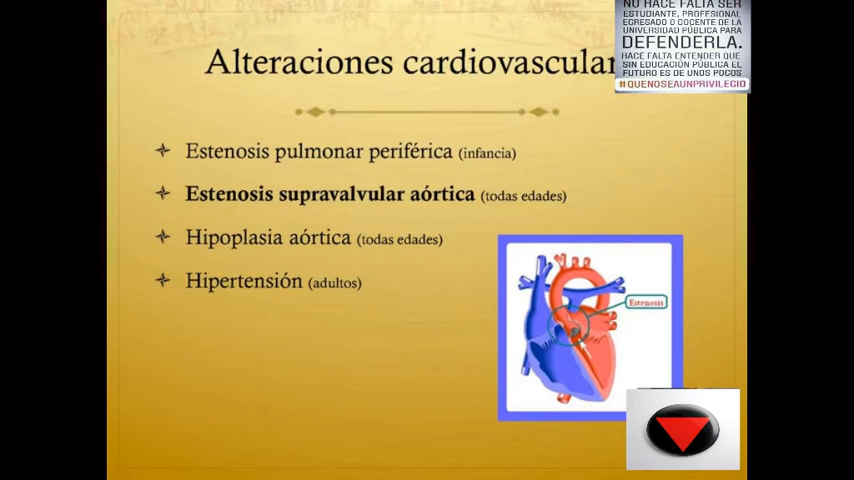 Alteraciones cardiovascular
NO HACE FALTA SER
ESTUDIANTE, PROFESIONAL
EGRESADO O DOCENTE DE LA
UNIVERSIDAD PÚBLICA PARA
DEFENDERLA.
HACE FALTA ENTENDER QUE
SIN EDUCACIÓN PÚBLICA EL
FUTURO ES DE UNOS POCOS
#QUENOSEAUNPRIVILEGIO
Estenosis pulmonar periférica (infancia)
Estenosis supravalvular aórtica (todas edades)
Hipoplasia aórtica (todas edades)
Hipertensión (adultos)
Estenosis